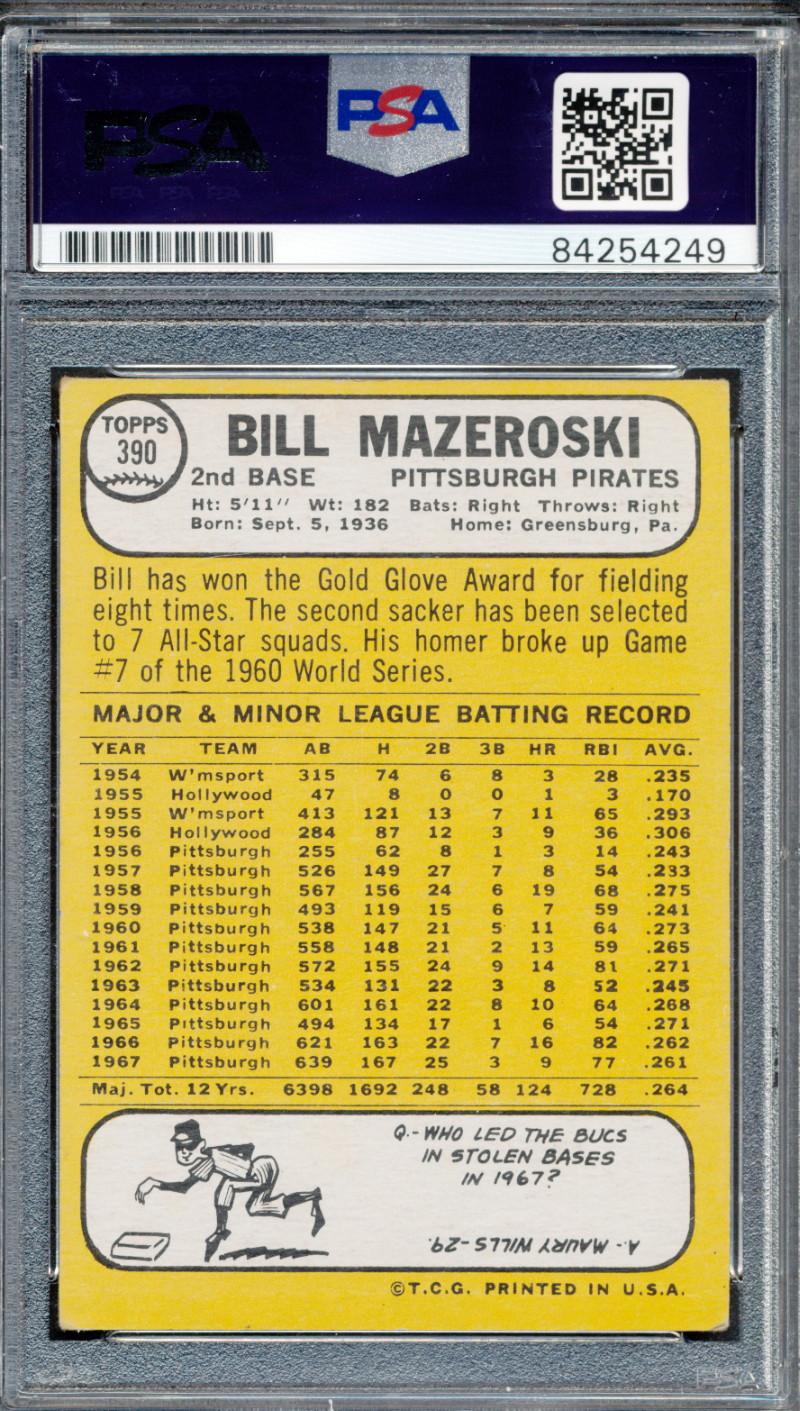 PSA
PSA
84254249
TOPPS
390
BILL MAZEROSKI
2nd BASE PITTSBURGH PIRATES
Ht: 5'11" Wt: 182 Bats: Right Throws: Right
Born: Sept. 5, 1936 Home: Greensburg, Pa.
Bill has won the Gold Glove Award for fielding
eight times. The second sacker has been selected
to 7 All-Star squads. His homer broke up Game
#7 of the 1960 World Series.
MAJOR & MINOR LEAGUE BATTING RECORD
YEAR TEAM AB H 2B 3B HR RBI AVG.
1954 W'msport 315 74 6 8 3 28 .235
1955 Hollywood 47 8 0 0 1 3 .170
1955 W'msport 413 121 13 7 11 65 .293
1956 Hollywood 284 87 12 3 9 36 .306
1956 Pittsburgh 255 62 8 1 3 14 .243
1957 Pittsburgh 526 149 27 7 8 54 .233
1958 Pittsburgh 567 156 24 6 19 68 .275
1959 Pittsburgh 493 119 15 6 7 59 .241
1960 Pittsburgh 538 147 21 5 11 64 .273
1961 Pittsburgh 558 148 21 2 13 59 .265
1962 Pittsburgh 572 155 24 9 14 81 .271
1963 Pittsburgh 534 131 22 3 8 52 .245
1964 Pittsburgh 601 161 22 8 10 64 .268
1965 Pittsburgh 494 134 17 1 6 54 .271
1966 Pittsburgh 621 163 22 7 16 82 .262
1967 Pittsburgh 639 167 25 3 9 77 .261
Maj. Tot. 12 Yrs. 6398 1692 248 58 124 728 .264
Q.-WHO LED THE BUCS
IN STOLEN BASES
IN 1967?
A.- MAURY WILLS-29.
©T.C.G. PRINTED IN U.S.A.
PSA